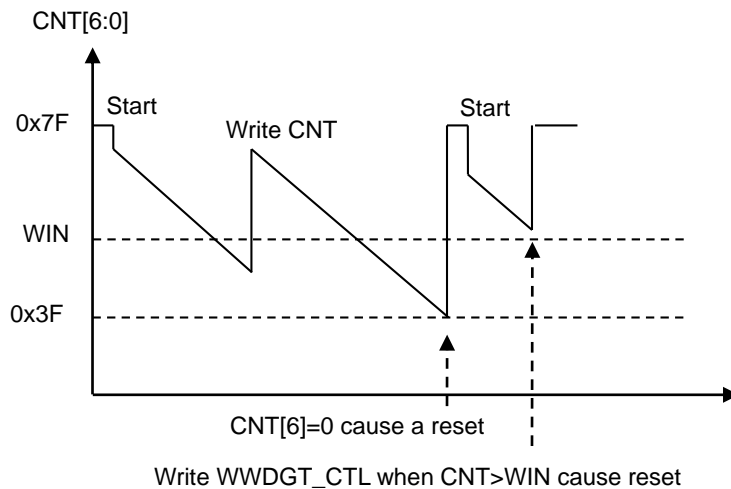 CNT[6:0]
Start
Start
0x7F
Write CNT
WIN
0x3F
CNT[6]=0 cause a reset
Write WWDGT_CTL when CNT>WIN cause reset